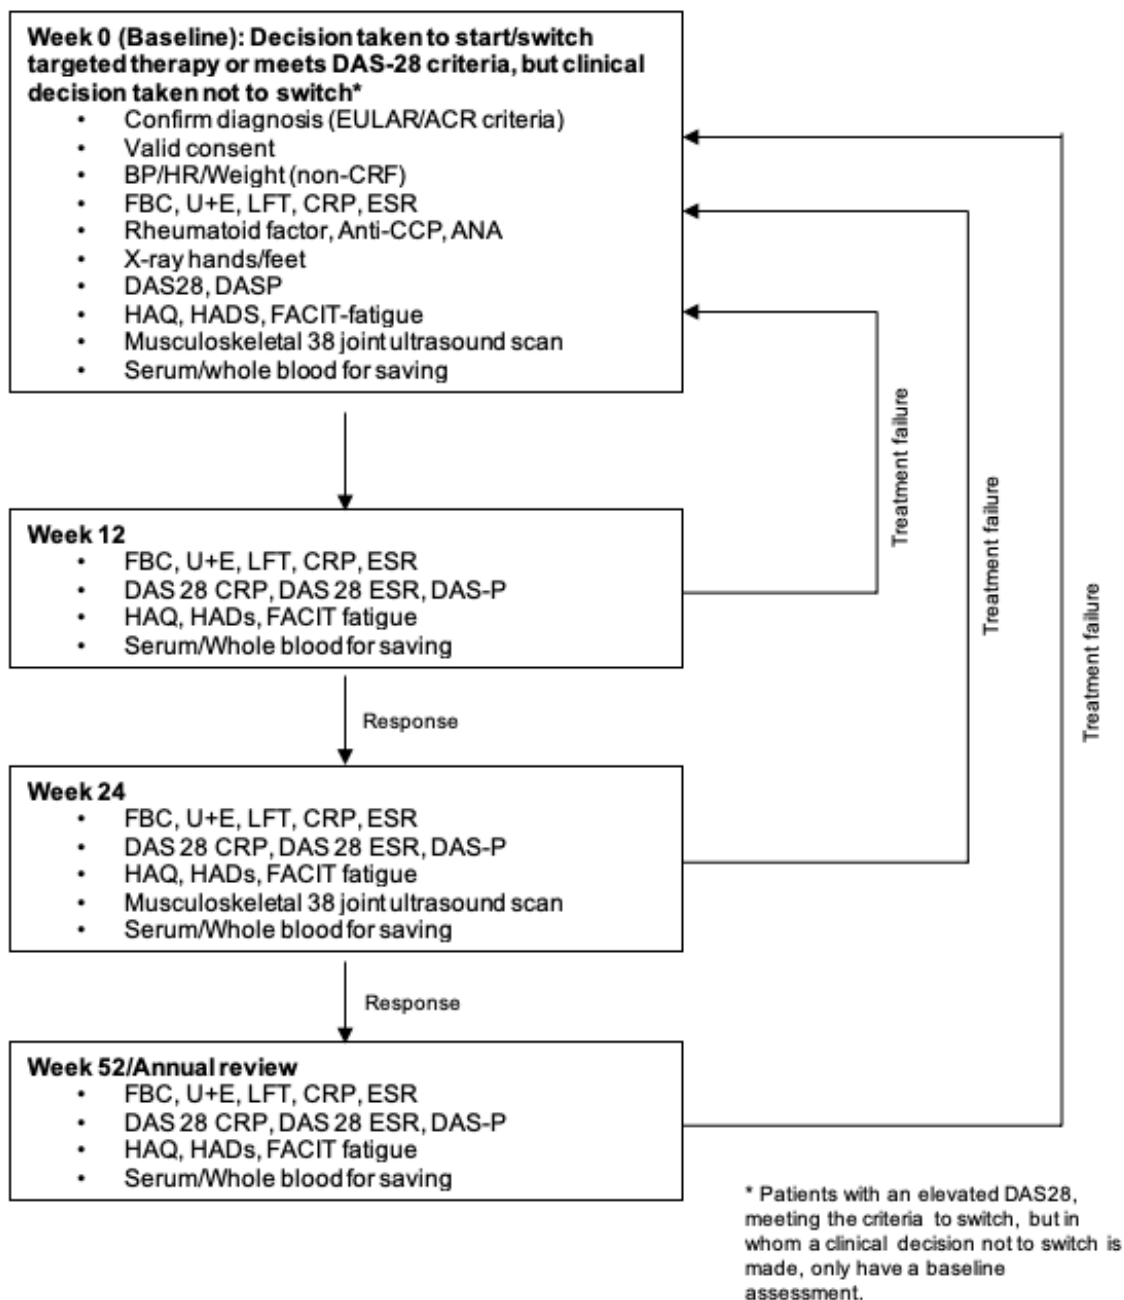 Week 0 (Baseline): Decision taken to start/switch
targeted therapy or meets DAS-28 criteria, but clinical
decision taken not to switch*
• Confirm diagnosis (EULAR/ACR criteria)
• Valid consent
• BP/HR/Weight (non-CRF)
• FBC, U+E, LFT, CRP, ESR
• Rheumatoid factor, Anti-CCP, ANA
• X-ray hands/feet
• DAS28, DASP
• HAQ, HADS, FACIT-fatigue
• Musculoskeletal 38 joint ultrasound scan
• Serum/whole blood for saving
Treatment failure
Treatment failure
Treatment failure
Week 12
• FBC, U+E, LFT, CRP, ESR
• DAS 28 CRP, DAS 28 ESR, DAS-P
• HAQ, HADs, FACIT fatigue
• Serum/Whole blood for saving
Response
Week 24
• FBC, U+E, LFT, CRP, ESR
• DAS 28 CRP, DAS 28 ESR, DAS-P
• HAQ, HADs, FACIT fatigue
• Musculoskeletal 38 joint ultrasound scan
• Serum/Whole blood for saving
Response
Week 52/Annual review
• FBC, U+E, LFT, CRP, ESR
• DAS 28 CRP, DAS 28 ESR, DAS-P
• HAQ, HADs, FACIT fatigue
• Serum/Whole blood for saving
* Patients with an elevated DAS28,
meeting the criteria to switch, but in
whom a clinical decision not to switch is
made, only have a baseline
assessment.